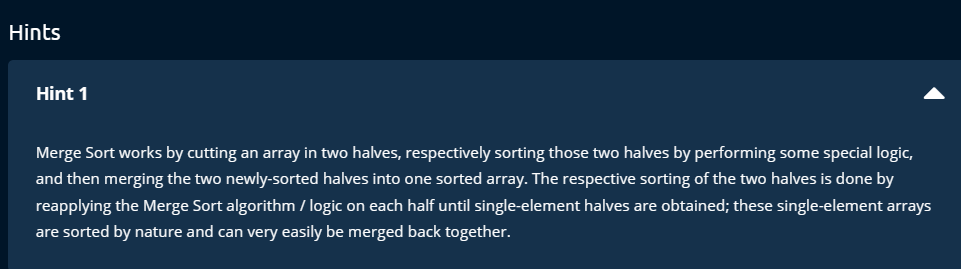 Hints
Hint 1
Merge Sort works by cutting an array in two halves, respectively sorting those two halves by performing some special logic,
and then merging the two newly-sorted halves into one sorted array. The respective sorting of the two halves is done by
reapplying the Merge Sort algorithm / logic on each half until single-element halves are obtained; these single-element arrays
are sorted by nature and can very easily be merged back together.